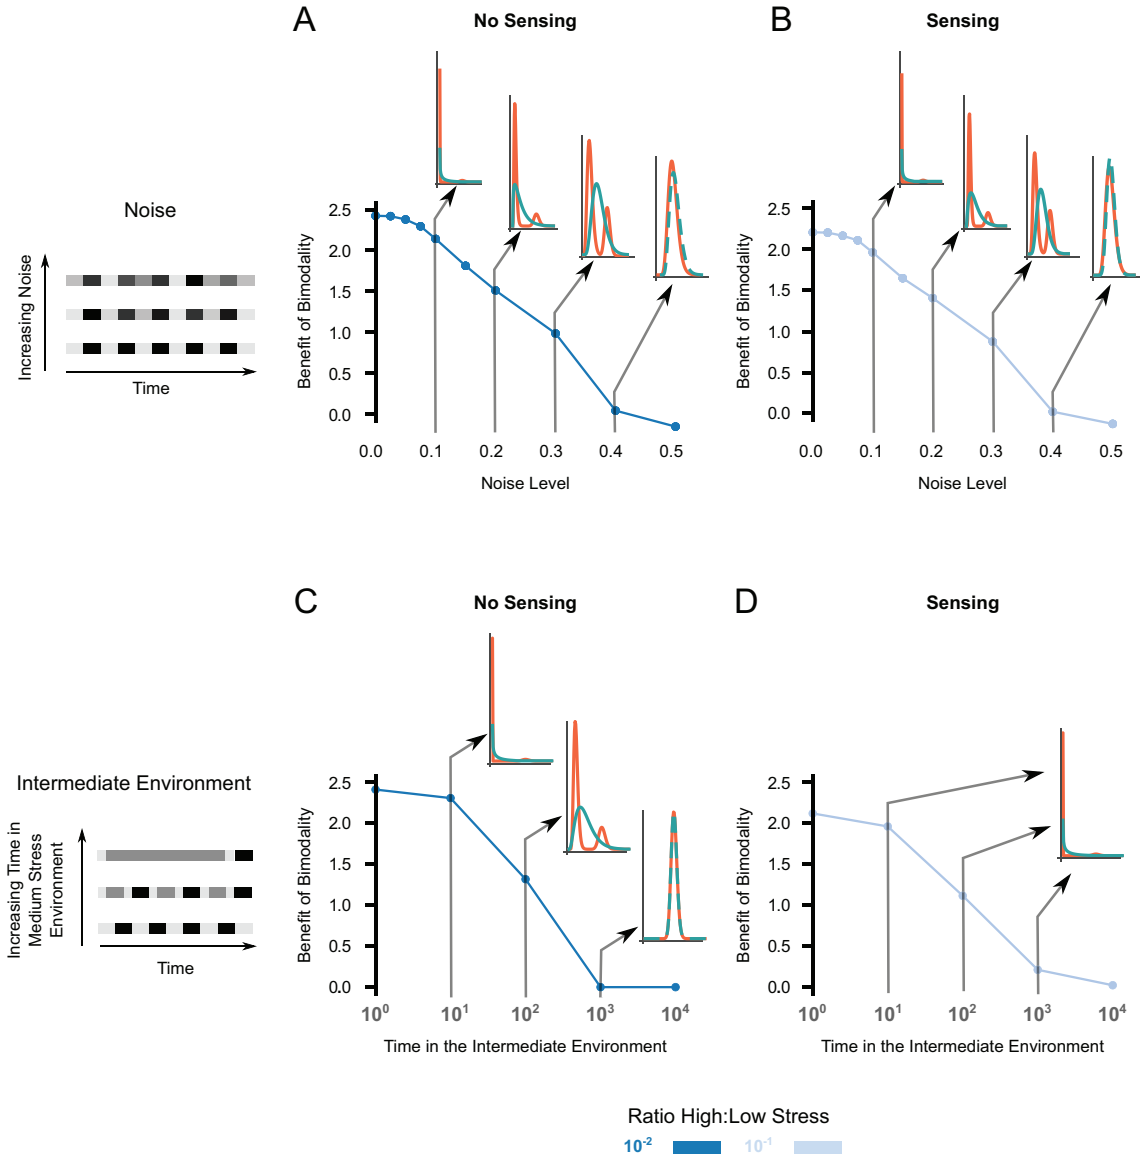 A
No Sensing
B
Sensing
Noise
Increasing Noise
Time
Benefit of Bimodality
2.5
2.0
1.5
1.0
0.5
0.0
0.0 0.1 0.2 0.3 0.4 0.5
Noise Level
Benefit of Bimodality
2.5
2.0
1.5
1.0
0.5
0.0
0.0 0.1 0.2 0.3 0.4 0.5
Noise Level
C
No Sensing
D
Sensing
Intermediate Environment
Increasing Time in
Medium Stress
Environment
Time
Benefit of Bimodality
2.5
2.0
1.5
1.0
0.5
0.0
10^0 10^1 10^2 10^3 10^4
Time in the Intermediate Environment
Benefit of Bimodality
2.5
2.0
1.5
1.0
0.5
0.0
10^0 10^1 10^2 10^3 10^4
Time in the Intermediate Environment
Ratio High:Low Stress
10^-2 10^-1